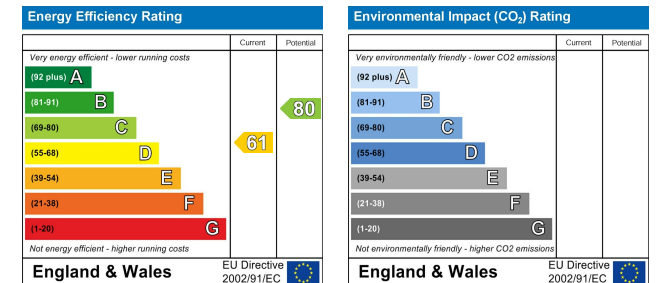 Energy Efficiency Rating
Current Potential
Very energy efficient - lower running costs
(92 plus) A
(81-91) B
(69-80) C
(55-68) D
(39-54) E
(21-38) F
(1-20) G
61
80
Not energy efficient - higher running costs
England & Wales
EU Directive
2002/91/EC
Environmental Impact (CO₂) Rating
Current Potential
Very environmentally friendly - lower CO2 emissions
(92 plus) A
(81-91) B
(69-80) C
(55-68) D
(39-54) E
(21-38) F
(1-20) G
Not environmentally friendly - higher CO2 emissions
England & Wales
EU Directive
2002/91/EC